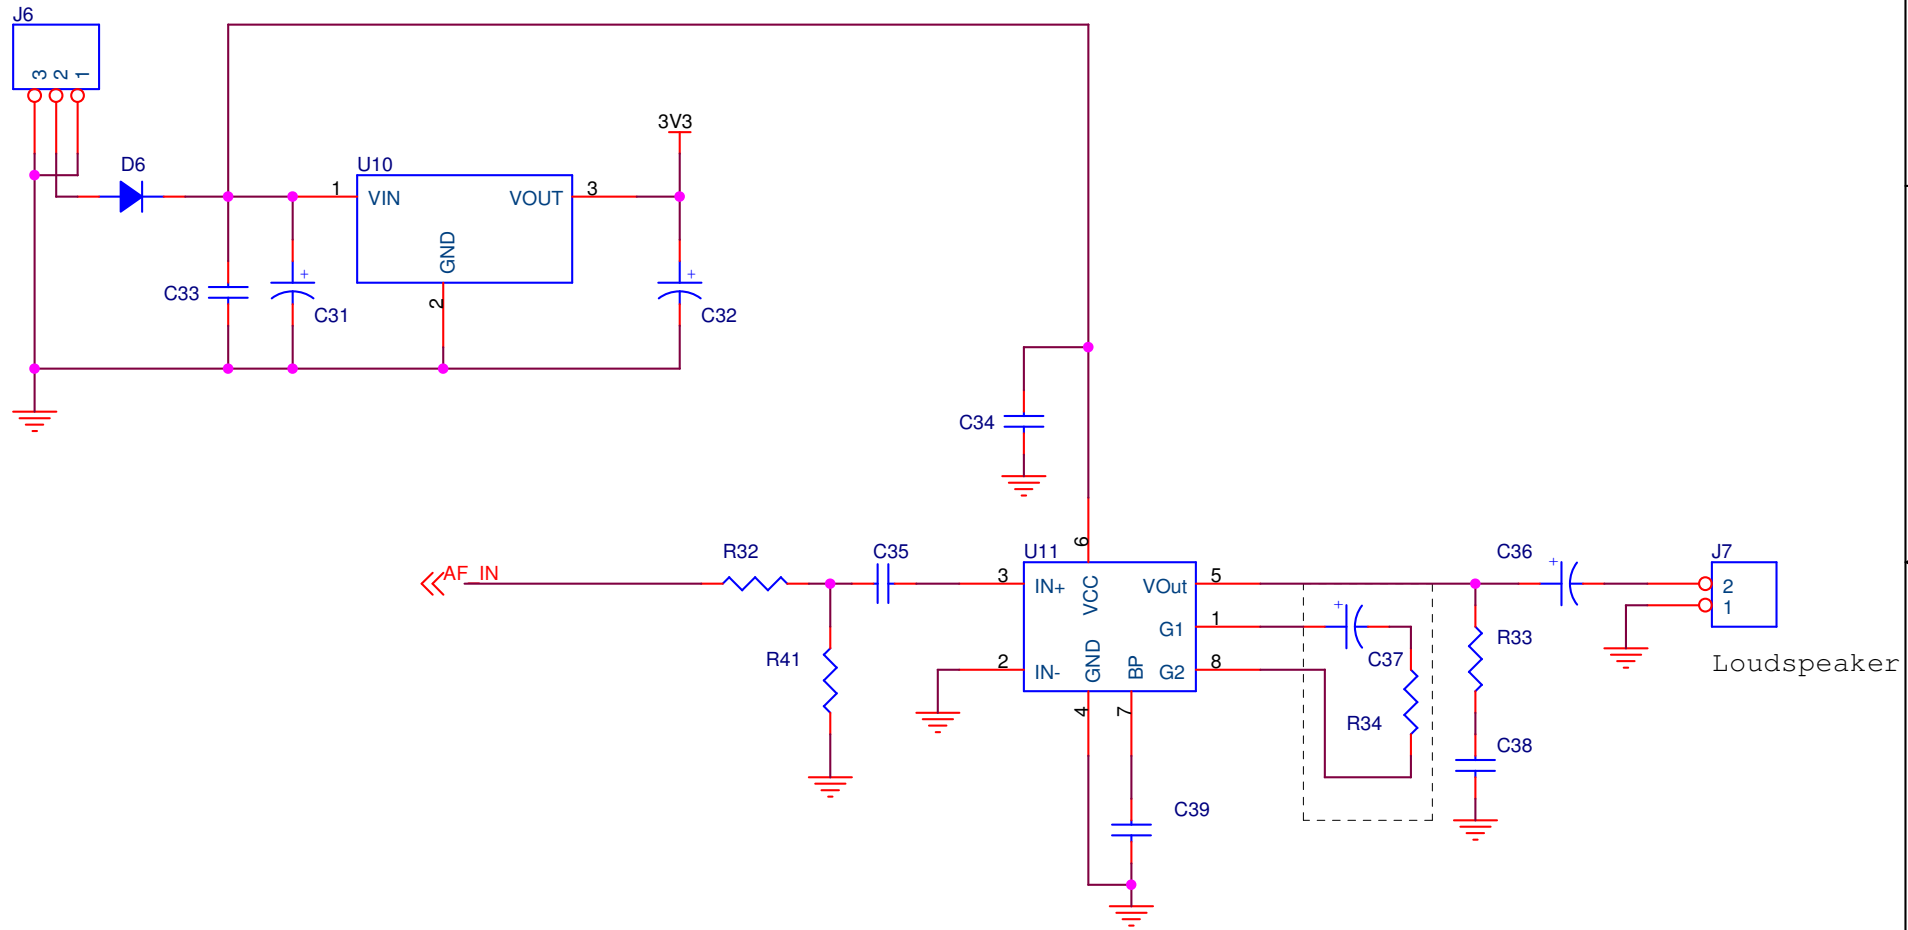 J6
3
2
1
D6
U10
1
VIN
VOUT
3
GND
2
3V3
C33
+
C31
+
C32
C34
AF_IN
R32
C35
R41
U11
6
3
IN+
VCC
VOut
5
G1
1
2
IN-
GND
BP
G2
8
4
7
C39
+
C37
R34
C36
+
R33
C38
J7
2
1
Loudspeaker